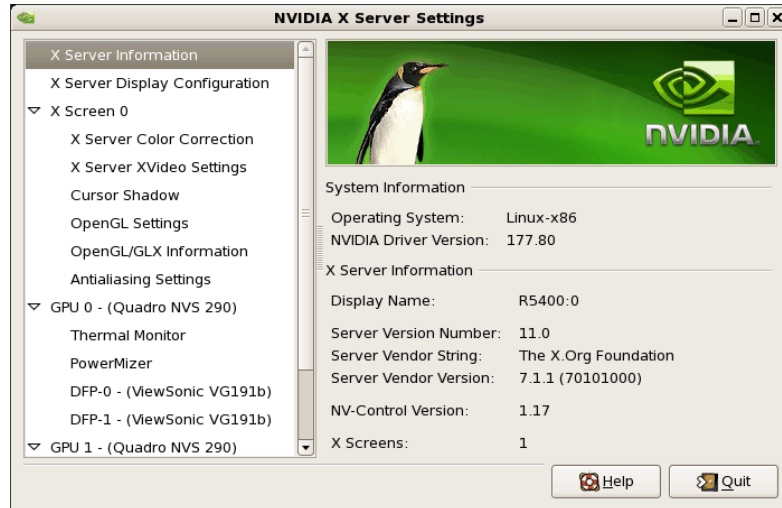 NVIDIA X Server Settings
X Server Information
X Server Display Configuration
X Screen 0
X Server Color Correction
X Server XVideo Settings
Cursor Shadow
OpenGL Settings
OpenGL/GLX Information
Antialiasing Settings
GPU 0 - (Quadro NVS 290)
Thermal Monitor
PowerMizer
DFP-0 - (ViewSonic VG191b)
DFP-1 - (ViewSonic VG191b)
GPU 1 - (Quadro NVS 290)
NVIDIA.
System Information
Operating System: Linux-x86
NVIDIA Driver Version: 177.80
X Server Information
Display Name: R5400:0
Server Version Number: 11.0
Server Vendor String: The X.Org Foundation
Server Vendor Version: 7.1.1 (70101000)
NV-Control Version: 1.17
X Screens: 1
Help
Quit